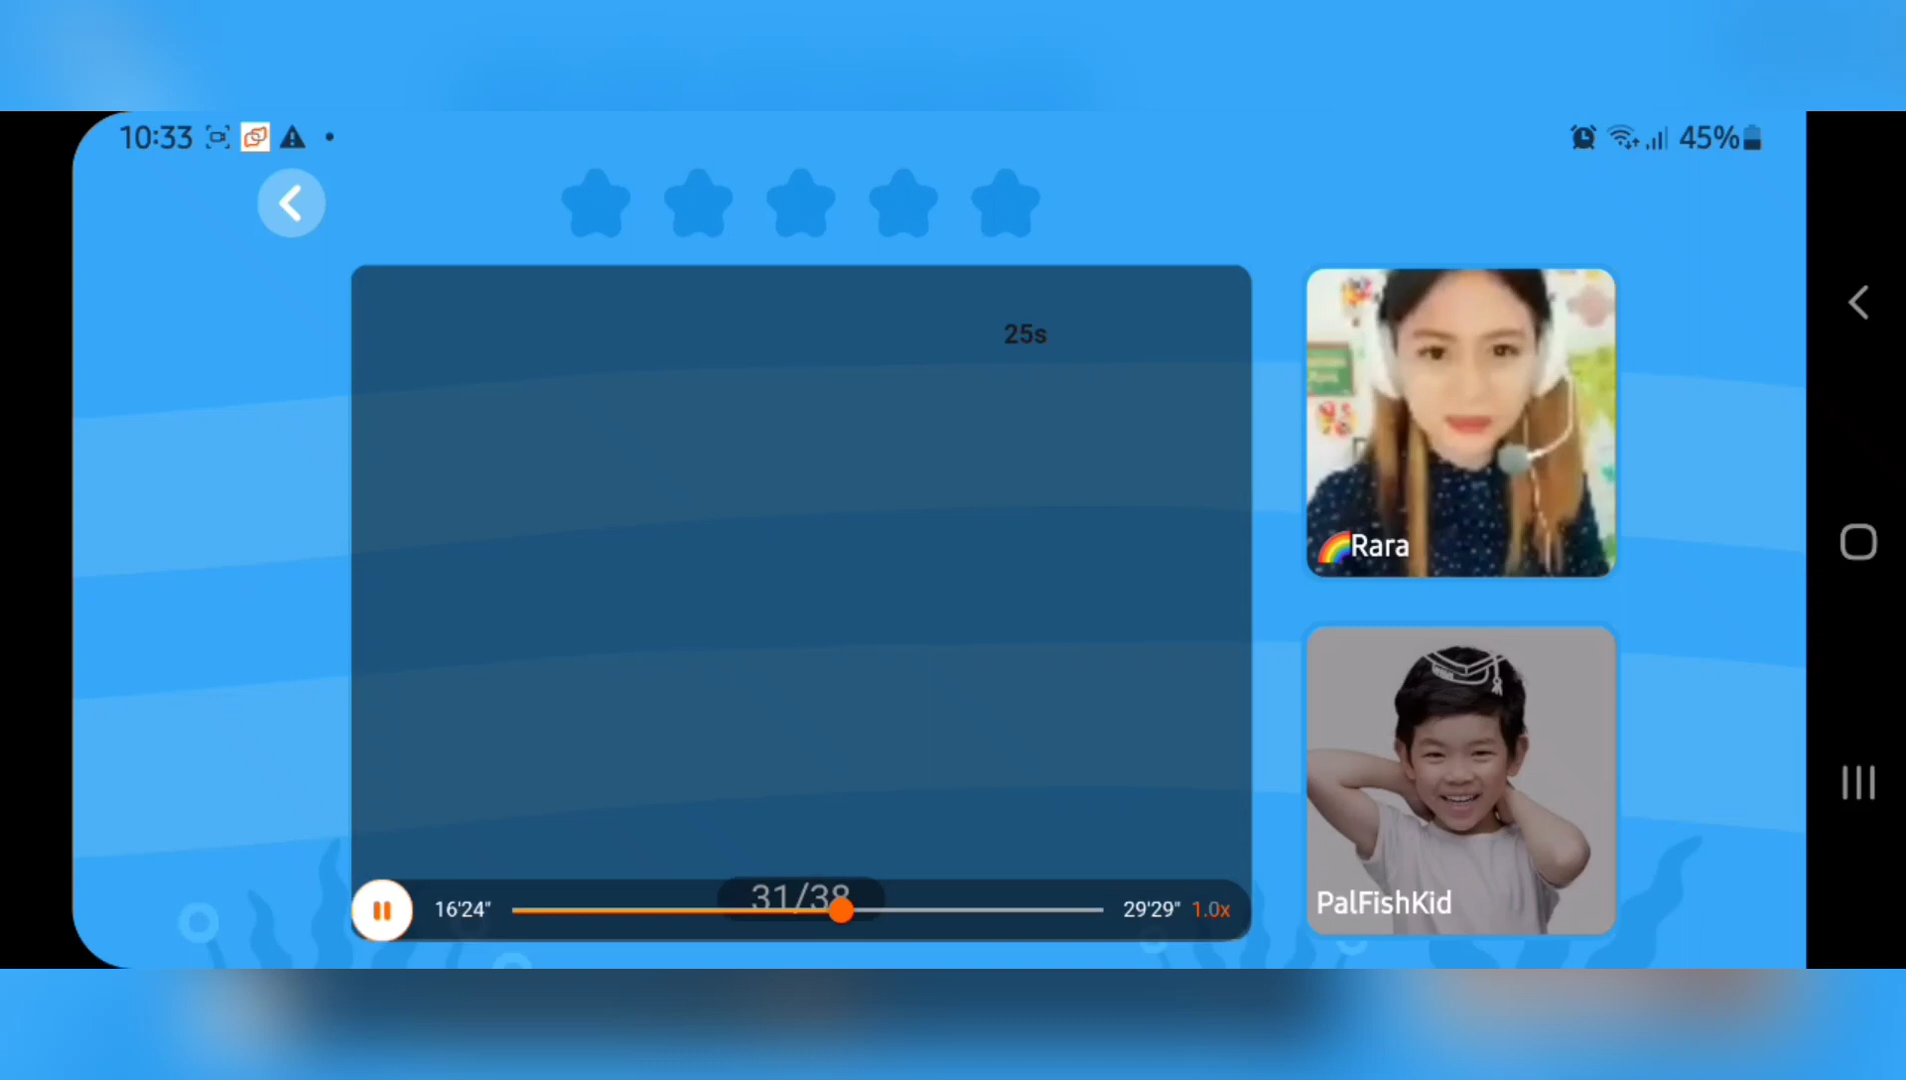 10:33
45%
25s
🌈Rara
31/38
16'24" 29'29" 1.0x
PalFishKid